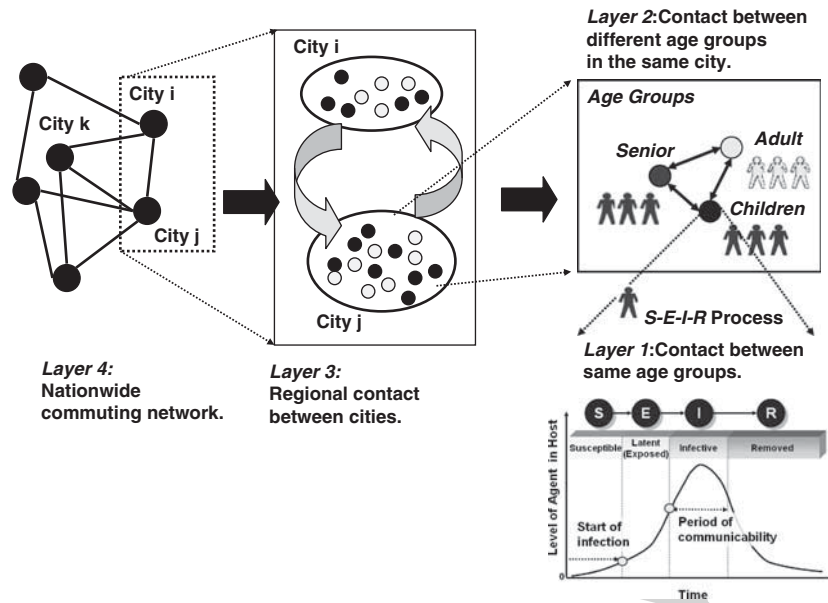 City i
City k
City j
Layer 4:
Nationwide
commuting network.
City i
City j
Layer 3:
Regional contact
between cities.
Layer 2:Contact between
different age groups
in the same city.
Age Groups
Senior
Adult
Children
S-E-I-R Process
Layer 1:Contact between
same age groups.
S E I R
Susceptible
Latent
(Exposed)
Infective
Removed
Level of Agent in Host
Start of
infection
Period of
communicability
0
Time